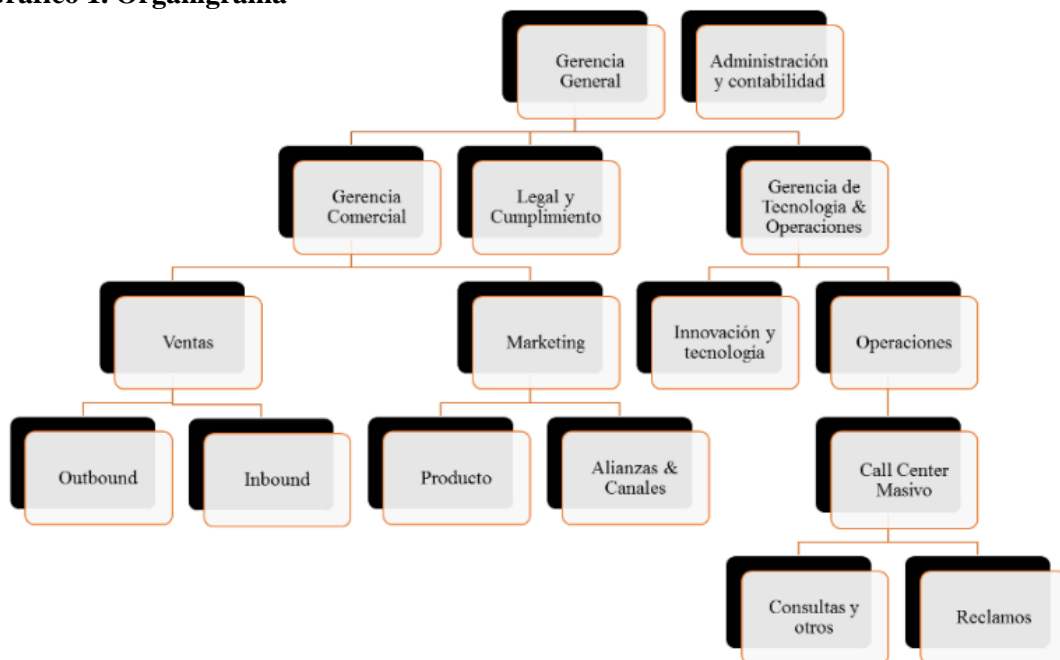 Gráfico 1. Organigrama
Gerencia
General
Administración
y contabilidad
Gerencia
Comercial
Legal y
Cumplimiento
Gerencia de
Tecnología &
Operaciones
Ventas
Marketing
Innovación y
tecnología
Operaciones
Outbound
Inbound
Producto
Alianzas &
Canales
Call Center
Masivo
Consultas y
otros
Reclamos